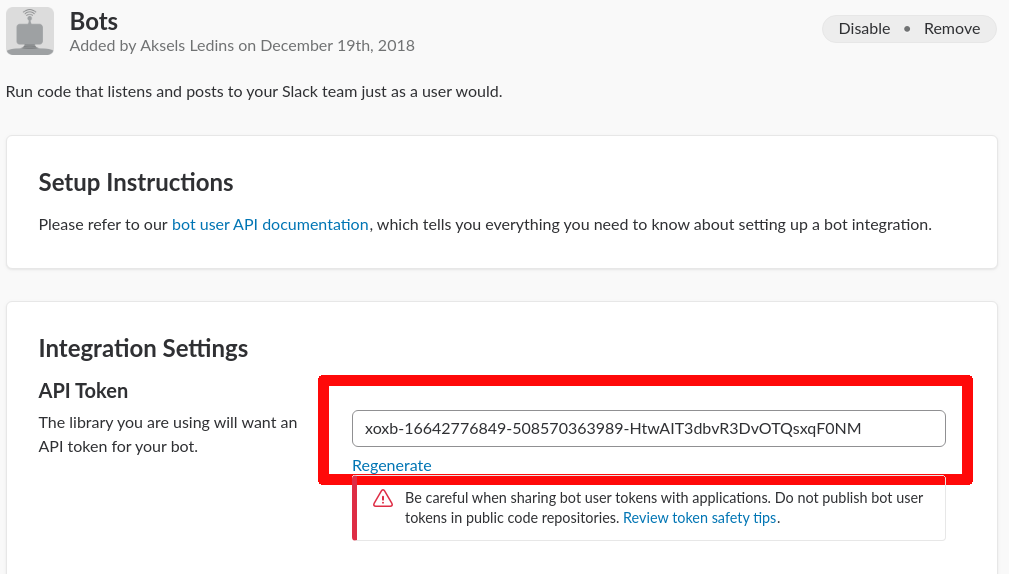 Bots
Added by Aksels Ledins on December 19th, 2018
Disable • Remove
Run code that listens and posts to your Slack team just as a user would.
Setup Instructions
Please refer to our bot user API documentation, which tells you everything you need to know about setting up a bot integration.
Integration Settings
API Token
The library you are using will want an
API token for your bot.
xoxb-16642776849-508570363989-HtwAIT3dbvR3DvOTQsxqF0NM
Regenerate
Be careful when sharing bot user tokens with applications. Do not publish bot user
tokens in public code repositories. Review token safety tips.